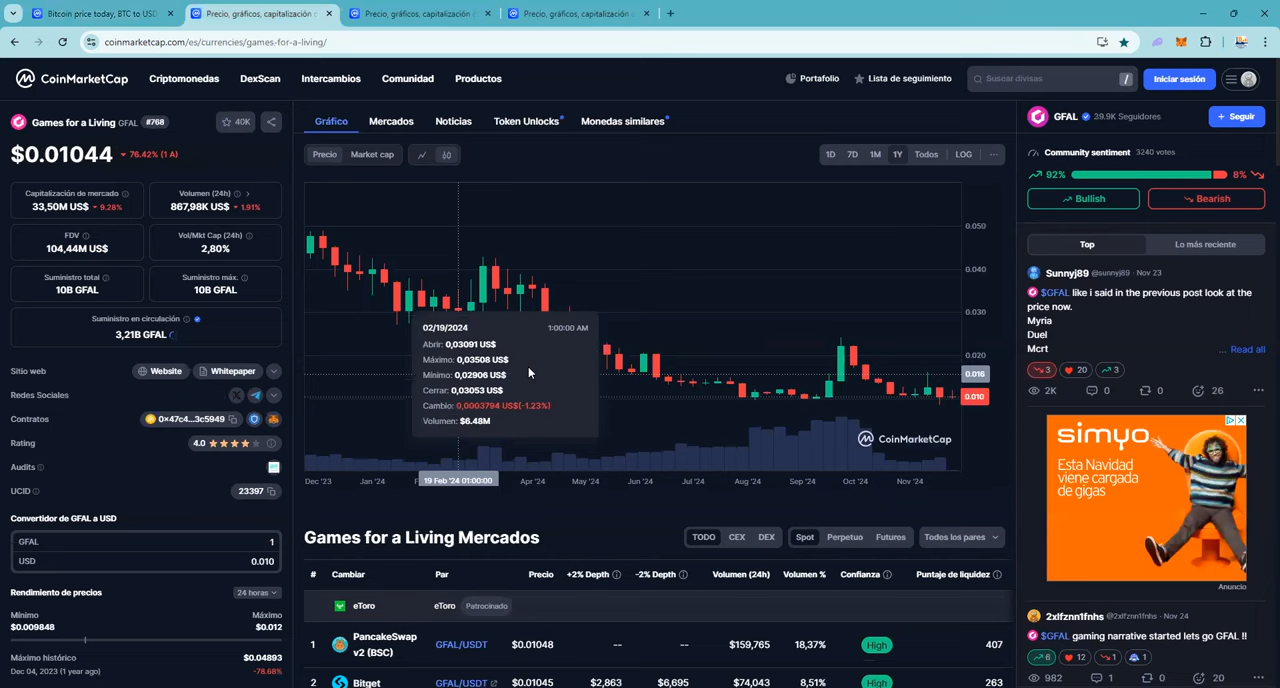 Bitcoin price today, BTC to USD
Precio, gráficos, capitalización
Precio, gráficos, capitalización
Precio, gráficos, capitalización
coinmarketcap.com/es/currencies/games-for-a-living/
CoinMarketCap Criptomonedas DexScan Intercambios Comunidad Productos Portafolio Lista de seguimiento Buscar divisas / Iniciar sesión
Games for a Living GFAL #768 40K
$0.01044 76.42% (1 A)
Capitalización de mercado Volumen (24h)
33,50M US$ 9.28% 867,98K US$ 1.91%
FDV Vol/Mkt Cap (24h)
104,44M US$ 2,80%
Suministro total Suministro máx.
10B GFAL 10B GFAL
Suministro en circulación
3,21B GFAL
Sitio web Website Whitepaper
Redes Sociales
Contratos 0x47c4...3c5949
Rating 4.0
Audits
UCID 23397
Convertidor de GFAL a USD
GFAL 1
USD 0.010
Rendimiento de precios 24 horas
Mínimo Máximo
$0.009848 $0.012
Máximo histórico $0.04893
Dec 04, 2023 (1 year ago) -78.68%
Gráfico Mercados Noticias Token Unlocks Monedas similares
Precio Market cap 1D 7D 1M 1Y Todos LOG ...
0.050
0.040
0.030
0.020
0.016
0.010
02/19/2024 1:00:00 AM
Abrir: 0,03091 US$
Máximo: 0,03508 US$
Mínimo: 0,02906 US$
Cerrar: 0,03053 US$
Cambio: 0,0003794 US$(-1.23%)
Volumen: $6.48M
CoinMarketCap
Dec '23 Jan '24 F 19 Feb '24 01:00:00 Apr '24 May '24 Jun '24 Jul '24 Aug '24 Sep '24 Oct '24 Nov '24
Games for a Living Mercados TODO CEX DEX Spot Perpetuo Futuros Todos los pares
# Cambiar Par Precio +2% Depth -2% Depth Volumen (24h) Volumen % Confianza Puntaje de liquidez
eToro eToro Patrocinado
1 PancakeSwap v2 (BSC) GFAL/USDT $0.01048 -- -- $159,765 18,37% High 407
2 Bitget GFAL/USDT $0.01045 $2,863 $6,695 $74,043 8,51% High 263
GFAL 39.9K Seguidores + Seguir
Community sentiment 3240 votes
92% 8%
Bullish Bearish
Top Lo más reciente
Sunnyj89 @sunnyj89 · Nov 23
$GFAL like i said in the previous post look at the
price now.
Myria
Duel
Mcrt ... Read all
3 20 3
2K 0 0 26 ...
simyo
Esta Navidad
viene cargada
de gigas
Anuncio
2xlfznn1fnhs @2xlfznn1fnhs · Nov 24
$GFAL gaming narrative started lets go GFAL !!
6 12 1 1
982 1 0 20 ...